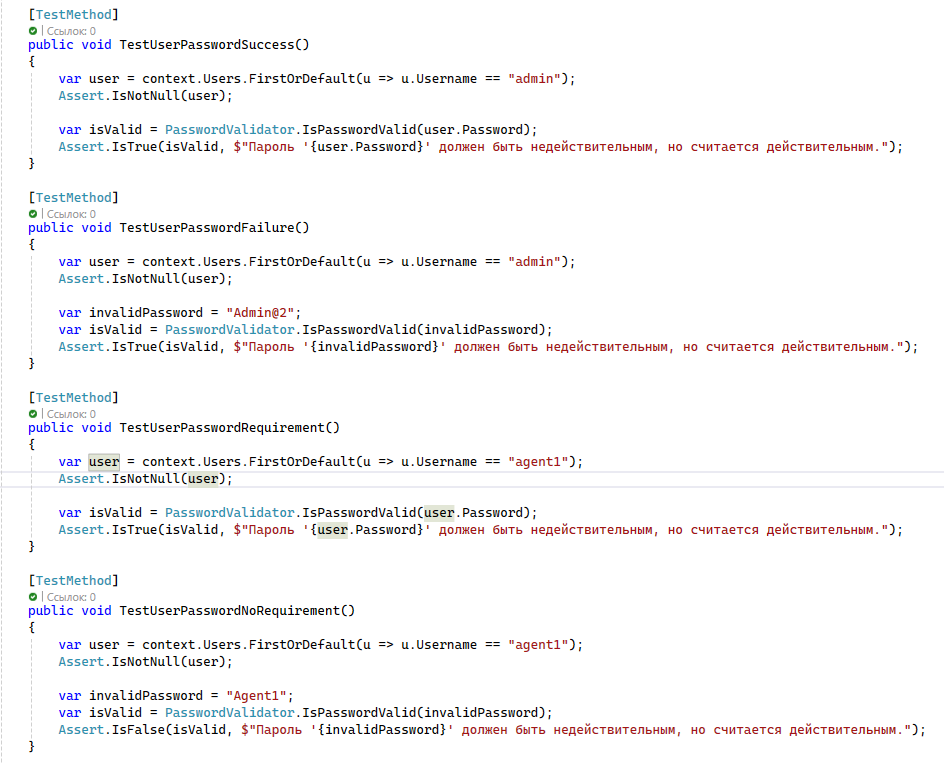 [TestMethod]
| Ссылок: 0
public void TestUserPasswordSuccess()
{
var user = context.Users.FirstOrDefault(u => u.Username == "admin");
Assert.IsNotNull(user);
var isValid = PasswordValidator.IsPasswordValid(user.Password);
Assert.IsTrue(isValid, $"Пароль '{user.Password}' должен быть недействительным, но считается действительным.");
}
[TestMethod]
| Ссылок: 0
public void TestUserPasswordFailure()
{
var user = context.Users.FirstOrDefault(u => u.Username == "admin");
Assert.IsNotNull(user);
var invalidPassword = "Admin@2";
var isValid = PasswordValidator.IsPasswordValid(invalidPassword);
Assert.IsTrue(isValid, $"Пароль '{invalidPassword}' должен быть недействительным, но считается действительным.");
}
[TestMethod]
| Ссылок: 0
public void TestUserPasswordRequirement()
{
var user = context.Users.FirstOrDefault(u => u.Username == "agent1");
Assert.IsNotNull(user);
var isValid = PasswordValidator.IsPasswordValid(user.Password);
Assert.IsTrue(isValid, $"Пароль '{user.Password}' должен быть недействительным, но считается действительным.");
}
[TestMethod]
| Ссылок: 0
public void TestUserPasswordNoRequirement()
{
var user = context.Users.FirstOrDefault(u => u.Username == "agent1");
Assert.IsNotNull(user);
var invalidPassword = "Agent1";
var isValid = PasswordValidator.IsPasswordValid(invalidPassword);
Assert.IsFalse(isValid, $"Пароль '{invalidPassword}' должен быть недействительным, но считается действительным.");
}